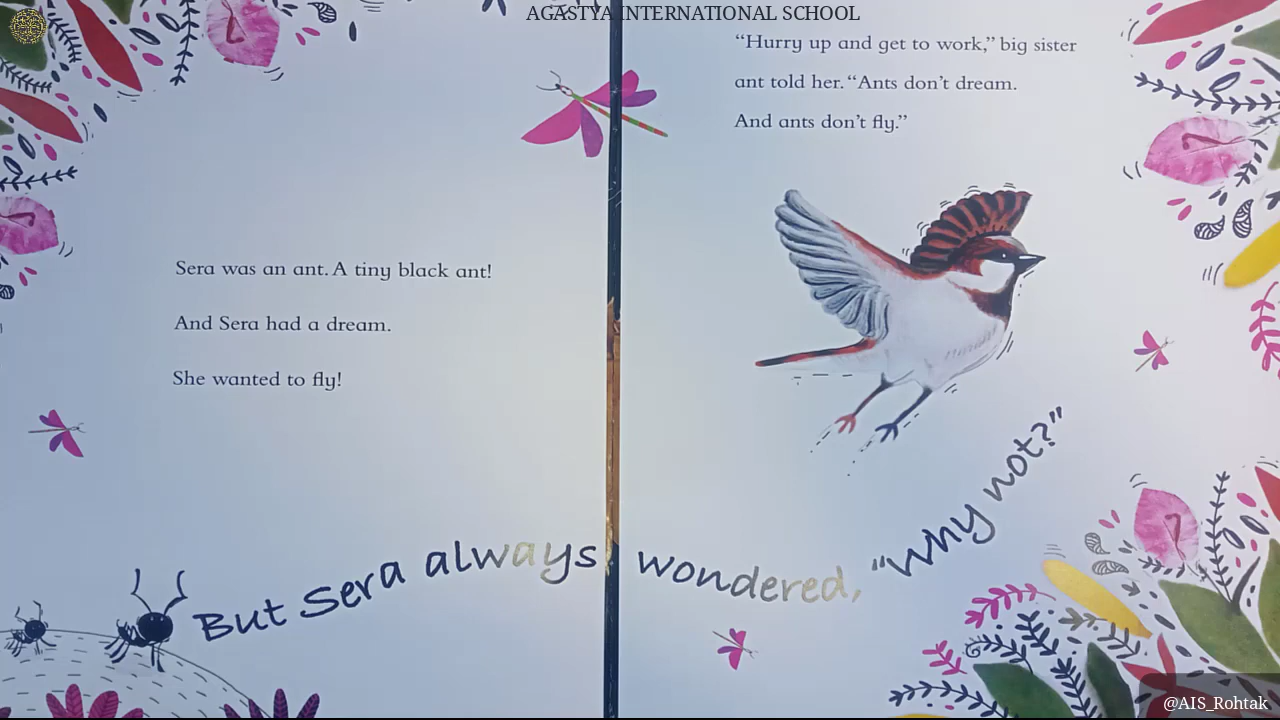 AGASTYA INTERNATIONAL SCHOOL
Sera was an ant. A tiny black ant!
And Sera had a dream.
She wanted to fly!
“Hurry up and get to work,” big sister
ant told her. “Ants don’t dream.
And ants don’t fly.”
But Sera always wondered, “Why not?”
@AIS_Rohtak